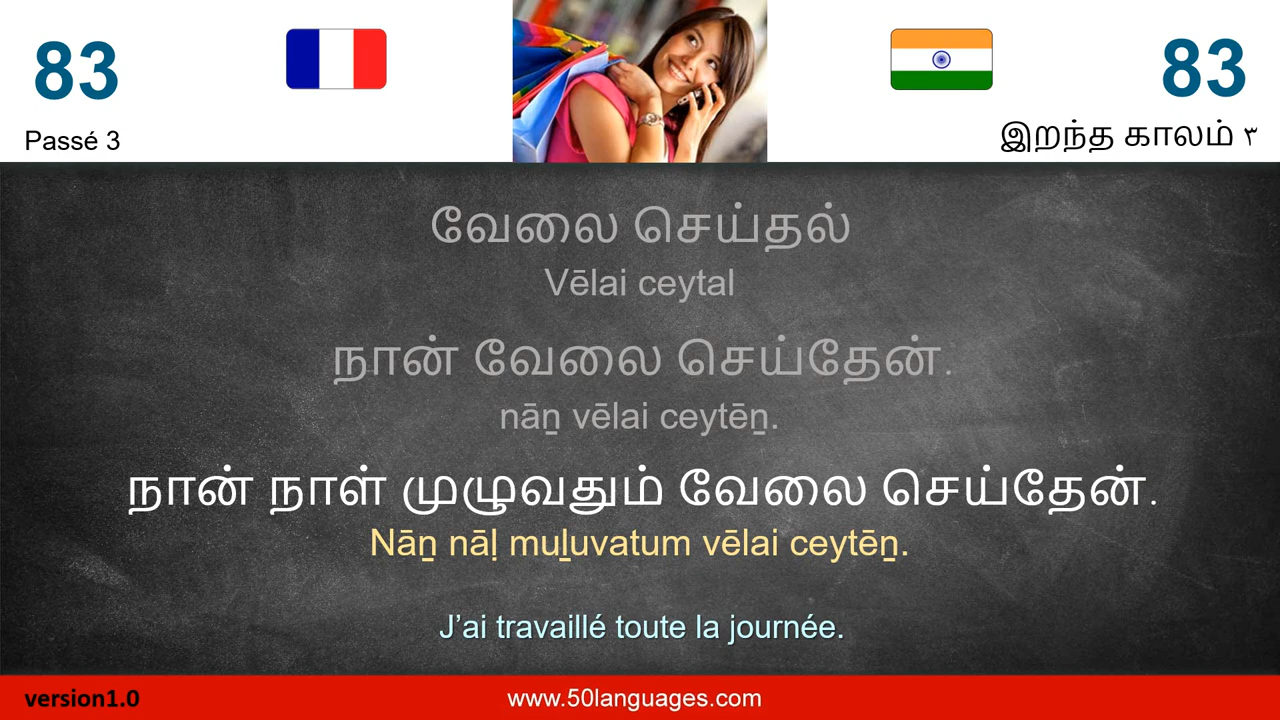 83
83
Passé 3
இறந்த காலம் ٣
வேலை செய்தல்
Vēlai ceytal
நான் வேலை செய்தேன்.
nāṉ vēlai ceytēṉ.
நான் நாள் முழுவதும் வேலை செய்தேன்.
Nāṉ nāḷ muḻuvatum vēlai ceytēṉ.
J’ai travaillé toute la journée.
version1.0
www.50languages.com